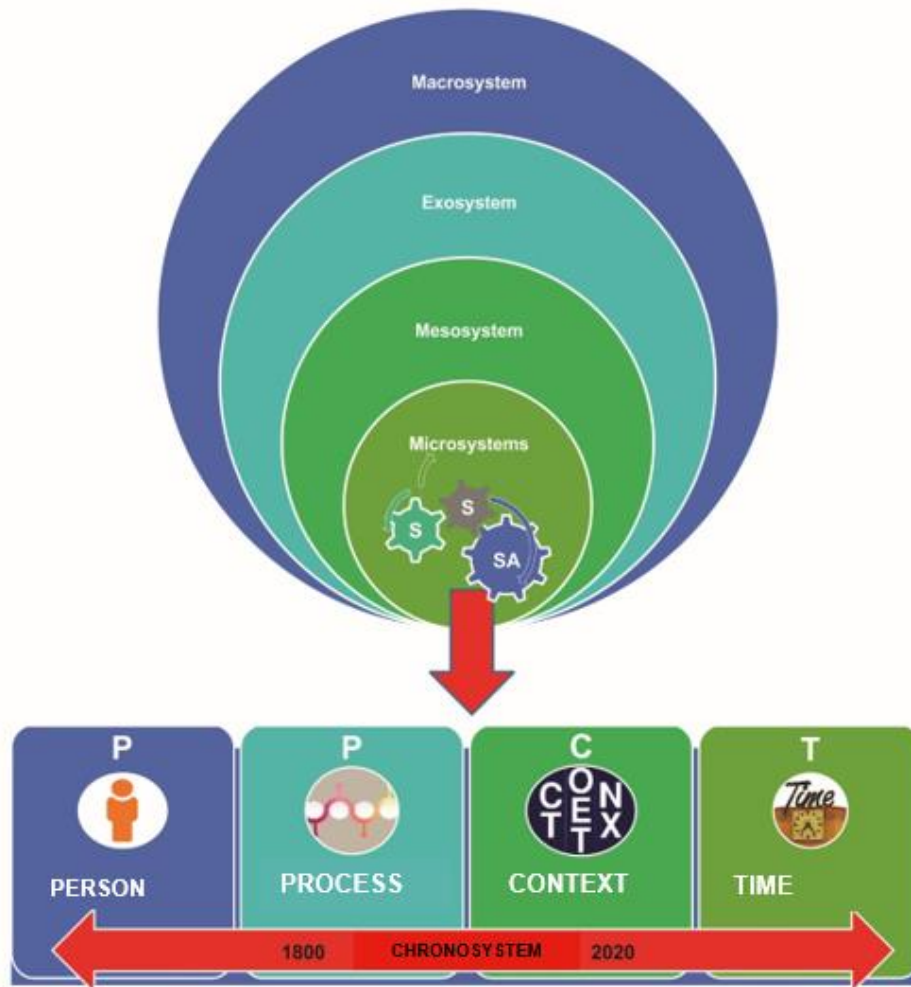 Macrosystem
Exosystem
Mesosystem
Microsystems
S
S
SA
P
P
C
T
CONTEXT
Time
PERSON
PROCESS
CONTEXT
TIME
1800
CHRONOSYSTEM
2020